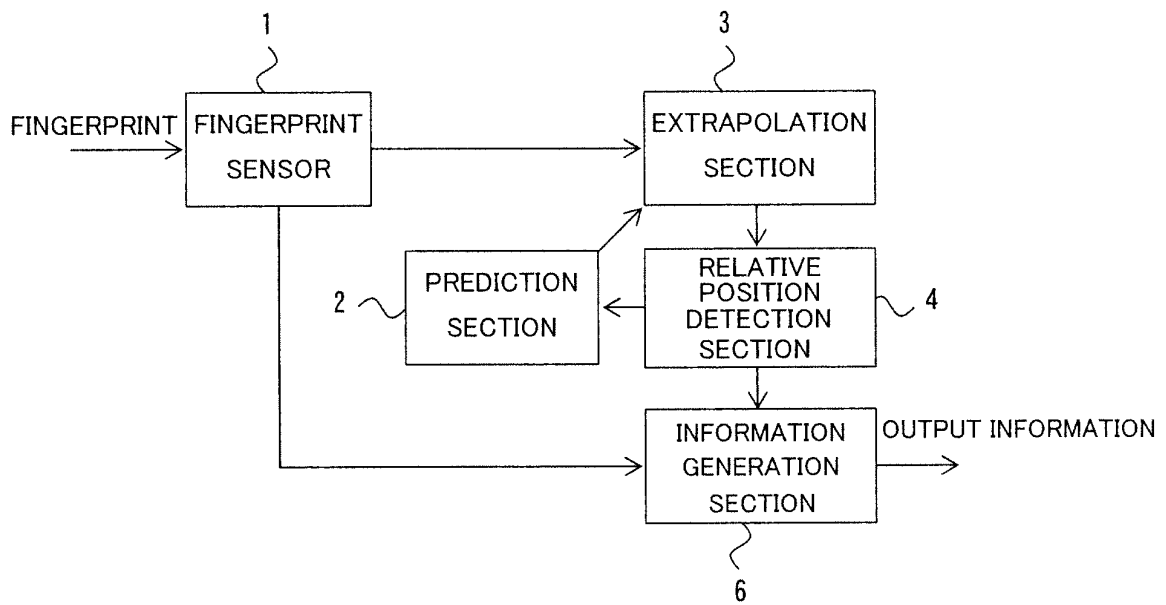 1
3
FINGERPRINT
FINGERPRINT
SENSOR
EXTRAPOLATION
SECTION
2
PREDICTION
SECTION
RELATIVE
POSITION
DETECTION
SECTION
4
INFORMATION
GENERATION
SECTION
OUTPUT INFORMATION
6